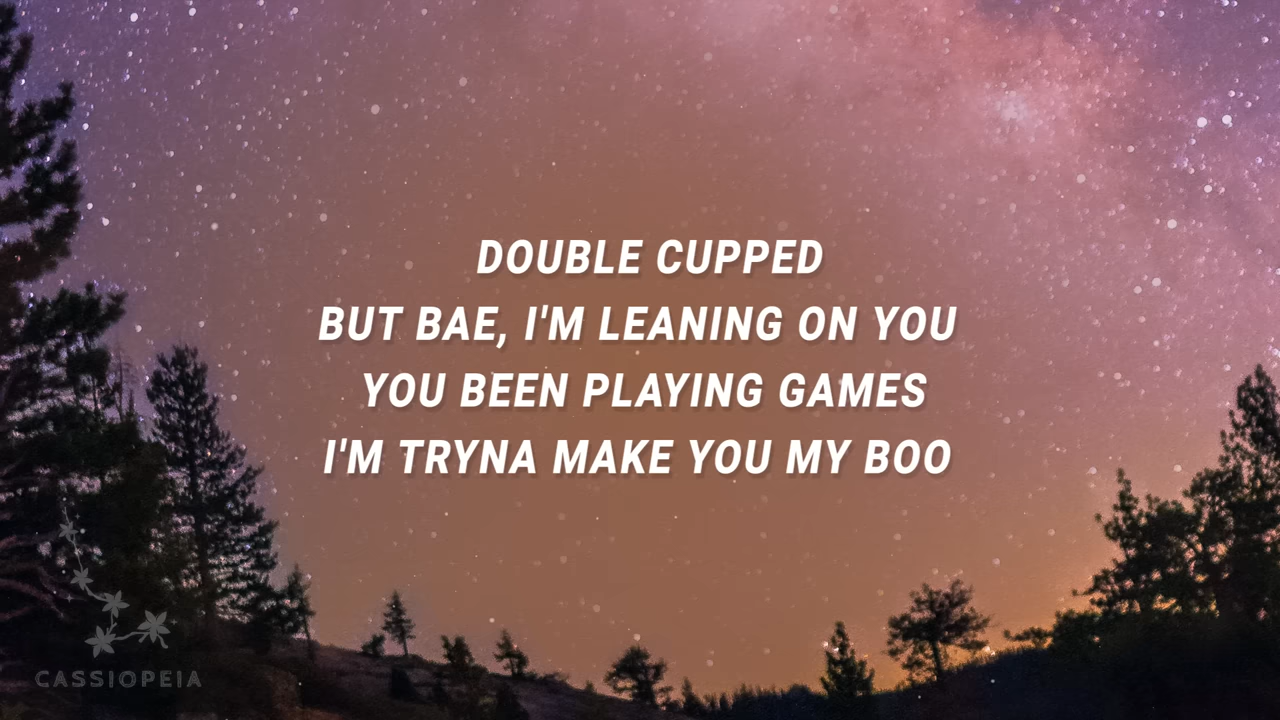 DOUBLE CUPPED
BUT BAE, I'M LEANING ON YOU
YOU BEEN PLAYING GAMES
I'M TRYNA MAKE YOU MY BOO
CASSIOPEIA